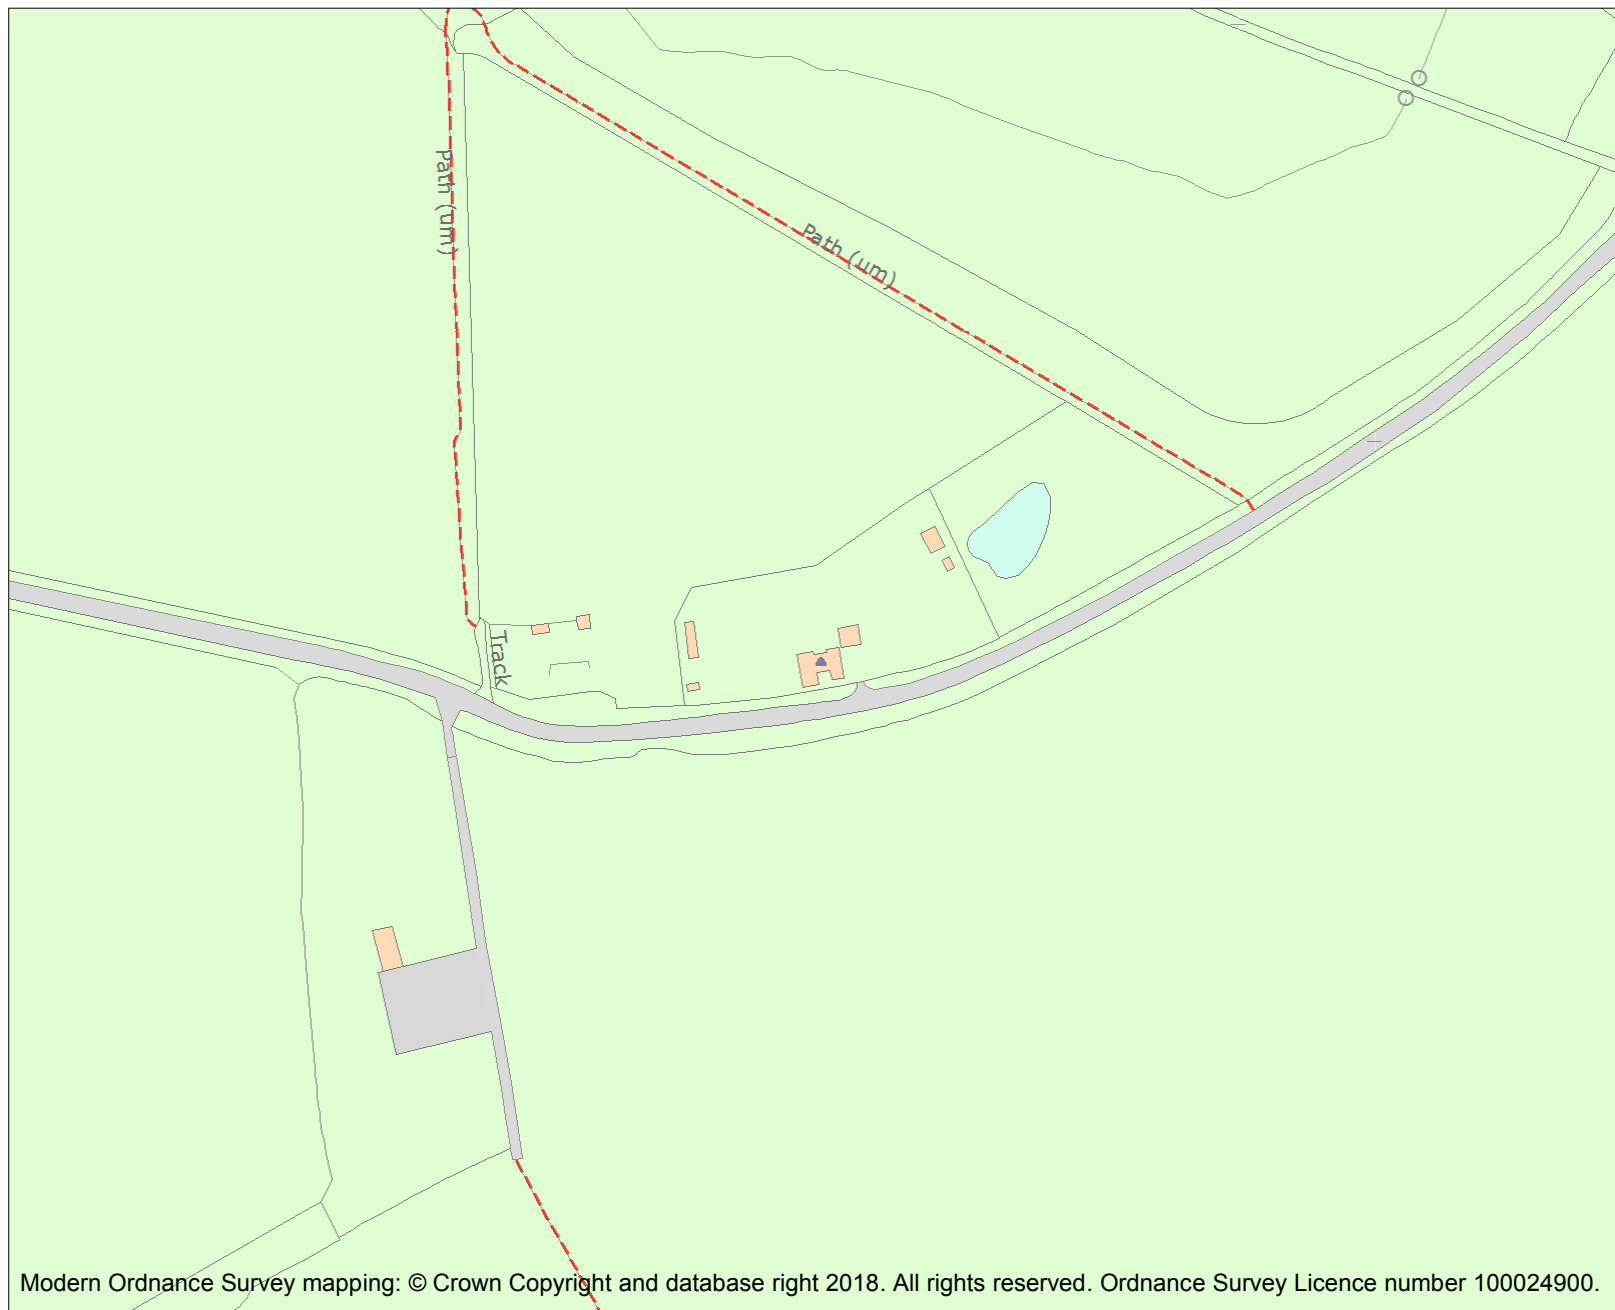 Path (um)
Path (um)
Track
Modern Ordnance Survey mapping: © Crown Copyright and database right 2018. All rights reserved. Ordnance Survey Licence number 100024900.